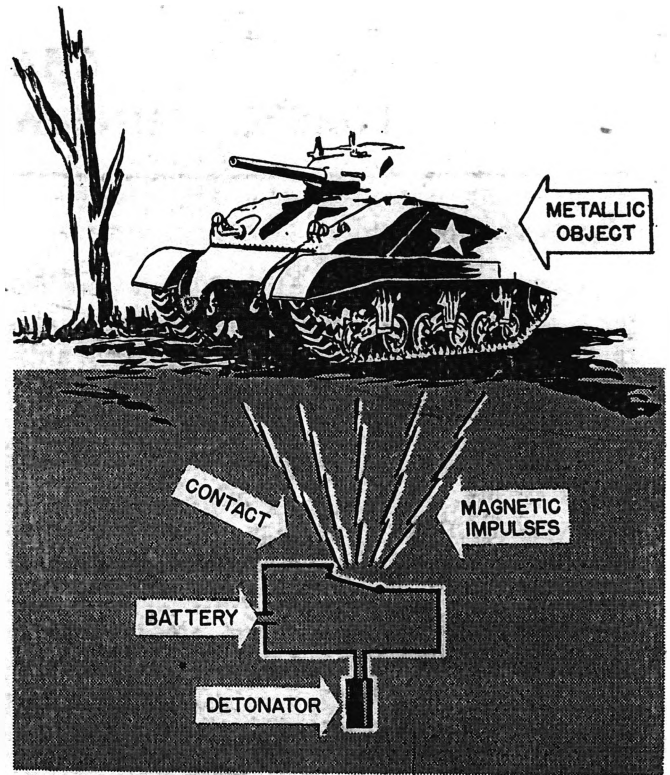 METALLIC
OBJECT
CONTACT
MAGNETIC
IMPULSES
BATTERY
DETONATOR